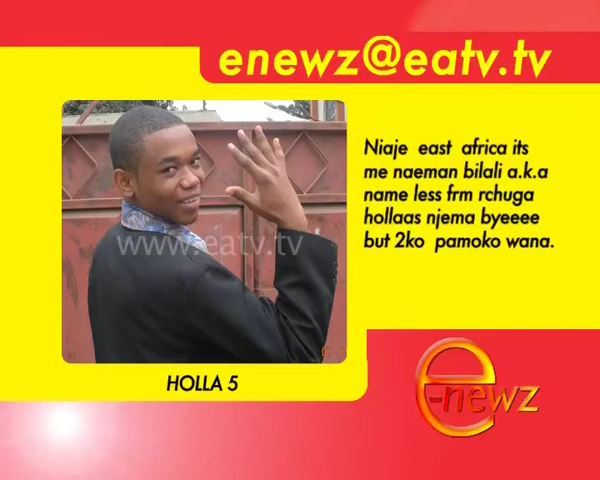 enewz@eatv.tv
Niaje east africa its
me naeman bilali a.k.a
name less frm rchuga
hollaas njema byeeee
but 2ko pamoko wana.
www.eatv.tv
HOLLA 5
e-newz